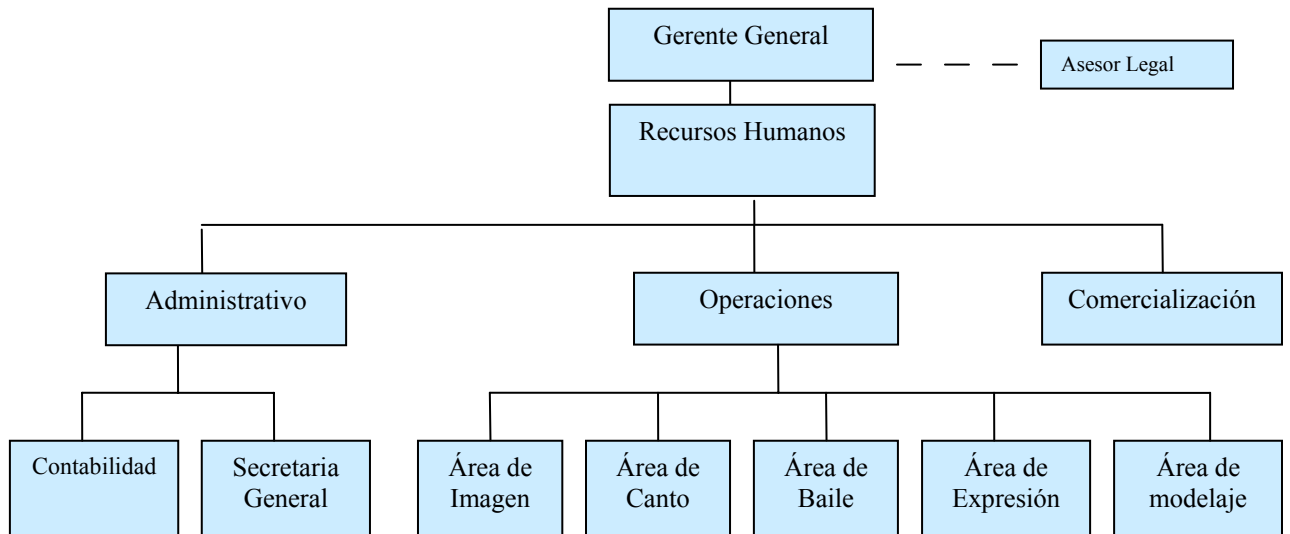 Gerente General
Asesor Legal
Recursos Humanos
Administrativo
Operaciones
Comercialización
Contabilidad
Secretaria
General
Área de
Imagen
Área de
Canto
Área de
Baile
Área de
Expresión
Área de
modelaje